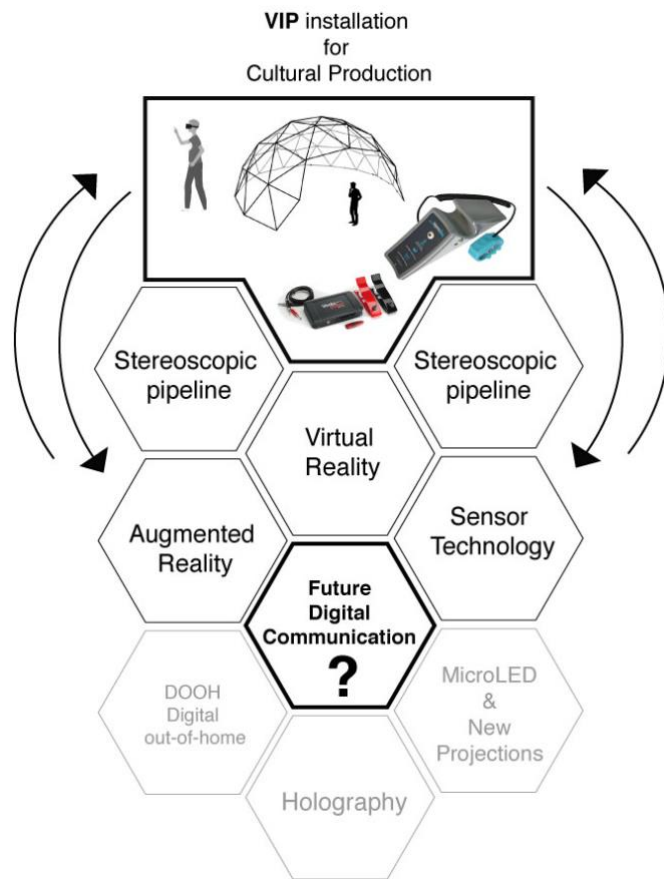 VIP installation
for
Cultural Production
Stereoscopic
pipeline
Stereoscopic
pipeline
Virtual
Reality
Augmented
Reality
Sensor
Technology
Future
Digital
Communication
?
DOOH
Digital
out-of-home
MicroLED
&
New
Projections
Holography